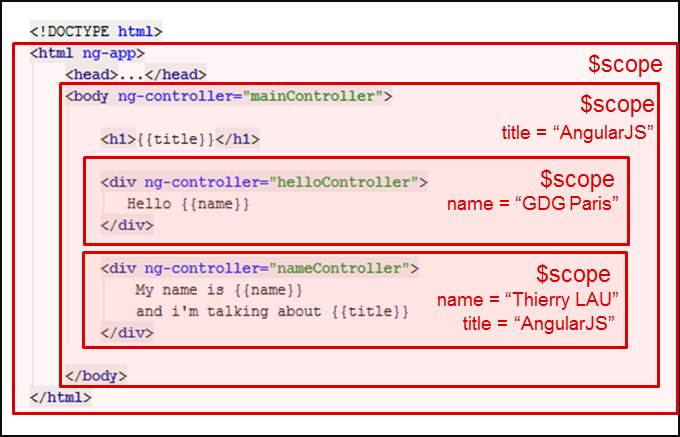 <!DOCTYPE html>
<html ng-app>
$scope
<head>...</head>
<body ng-controller="mainController">
$scope
title = “AngularJS”
<h1>{{title}}</h1>
<div ng-controller="helloController">
$scope
Hello {{name}}
name = “GDG Paris”
</div>
<div ng-controller="nameController">
$scope
My name is {{name}}
name = “Thierry LAU”
and i'm talking about {{title}}
title = “AngularJS”
</div>
</body>
</html>